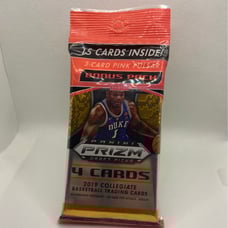 15 CARDS INSIDE!
3-CARD PINK PULSAR
BONUS PACK
DUKE
1
PANINI
PRIZM
DRAFT PICKS
4 CARDS
2019 COLLEGIATE
BASKETBALL TRADING CARDS